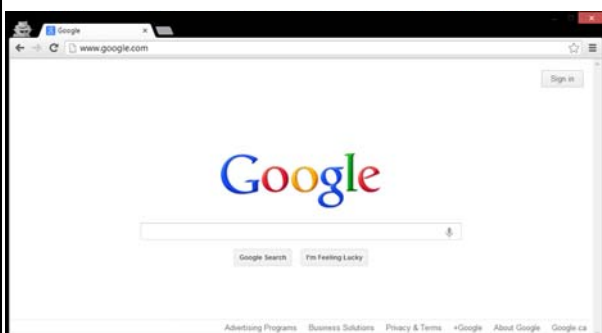 Google
www.google.com
Sign in
Google
Google Search I'm Feeling Lucky
Advertising Programs Business Solutions Privacy & Terms +Google About Google Google.ca